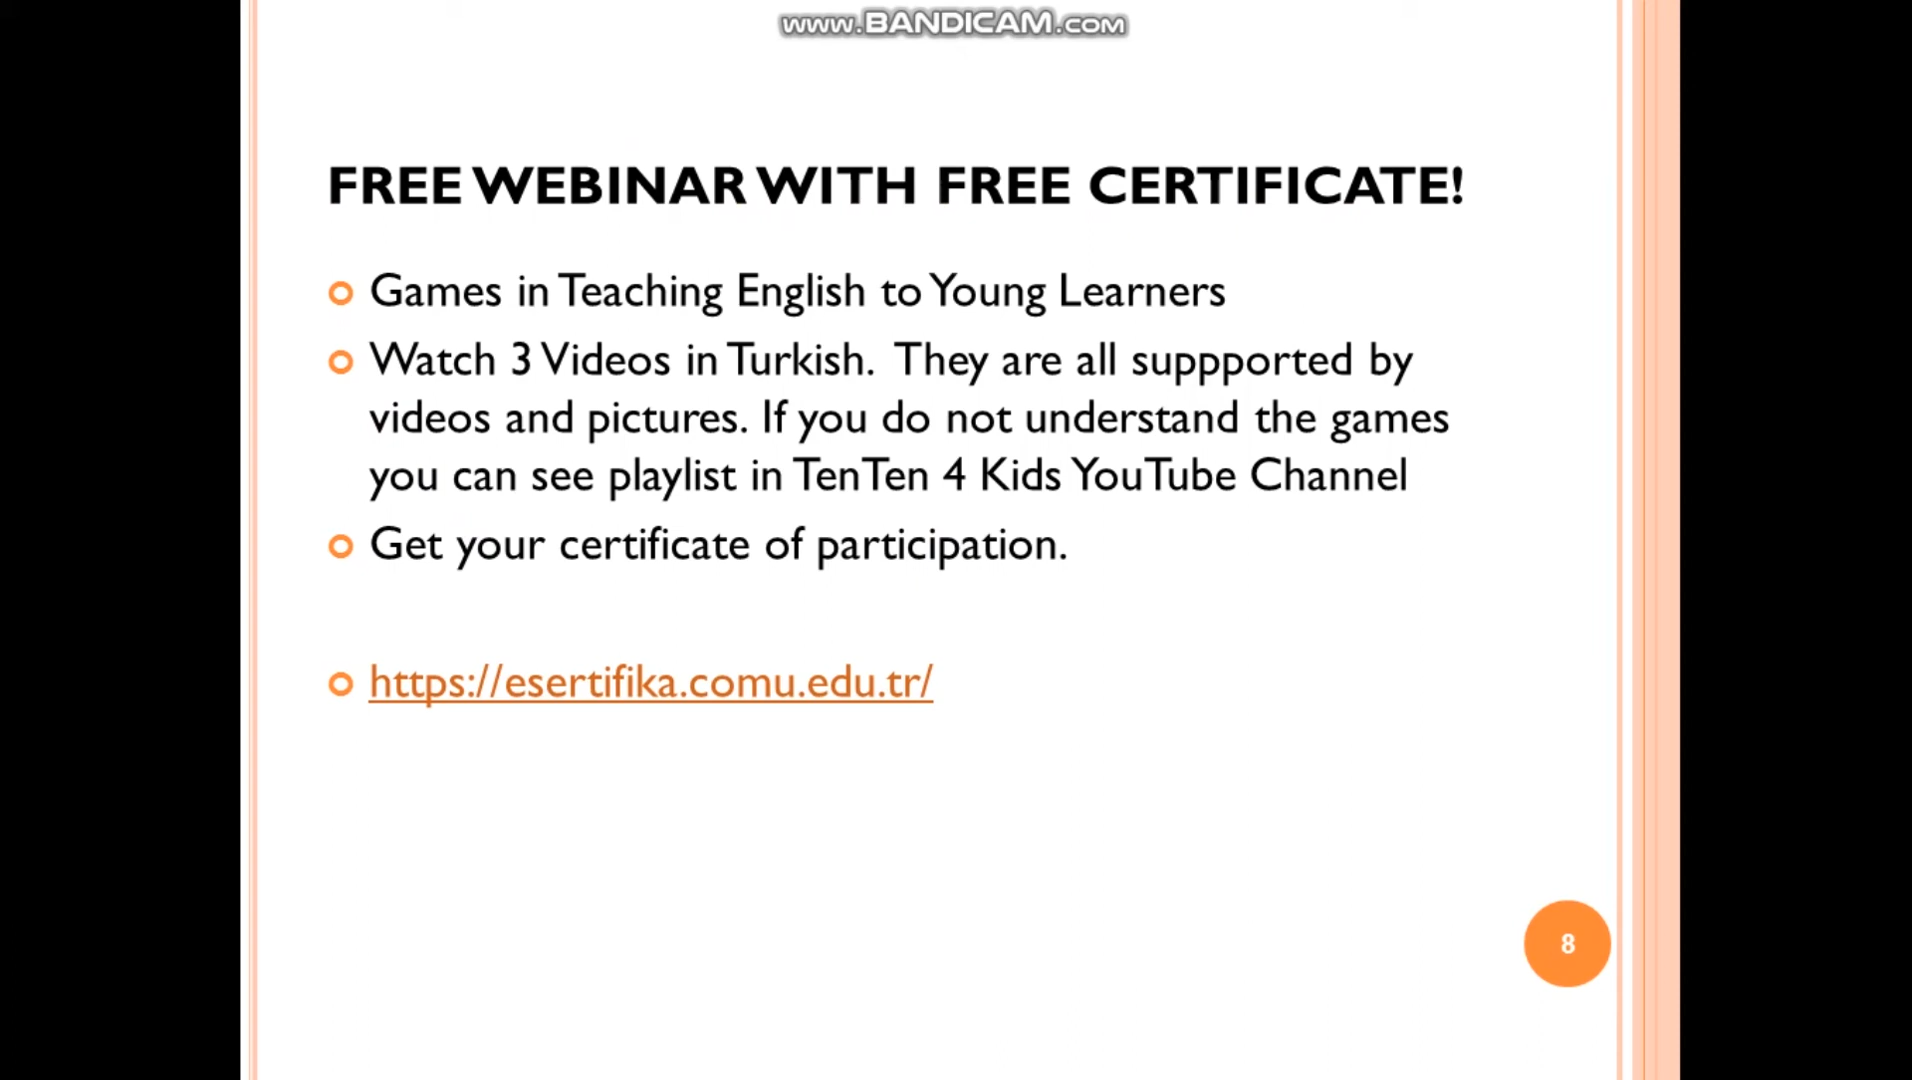 www.BANDICAM.com
FREE WEBINAR WITH FREE CERTIFICATE!
Games in Teaching English to Young Learners
Watch 3 Videos in Turkish. They are all suppported by
videos and pictures. If you do not understand the games
you can see playlist in TenTen 4 Kids YouTube Channel
Get your certificate of participation.
https://esertifika.comu.edu.tr/
8